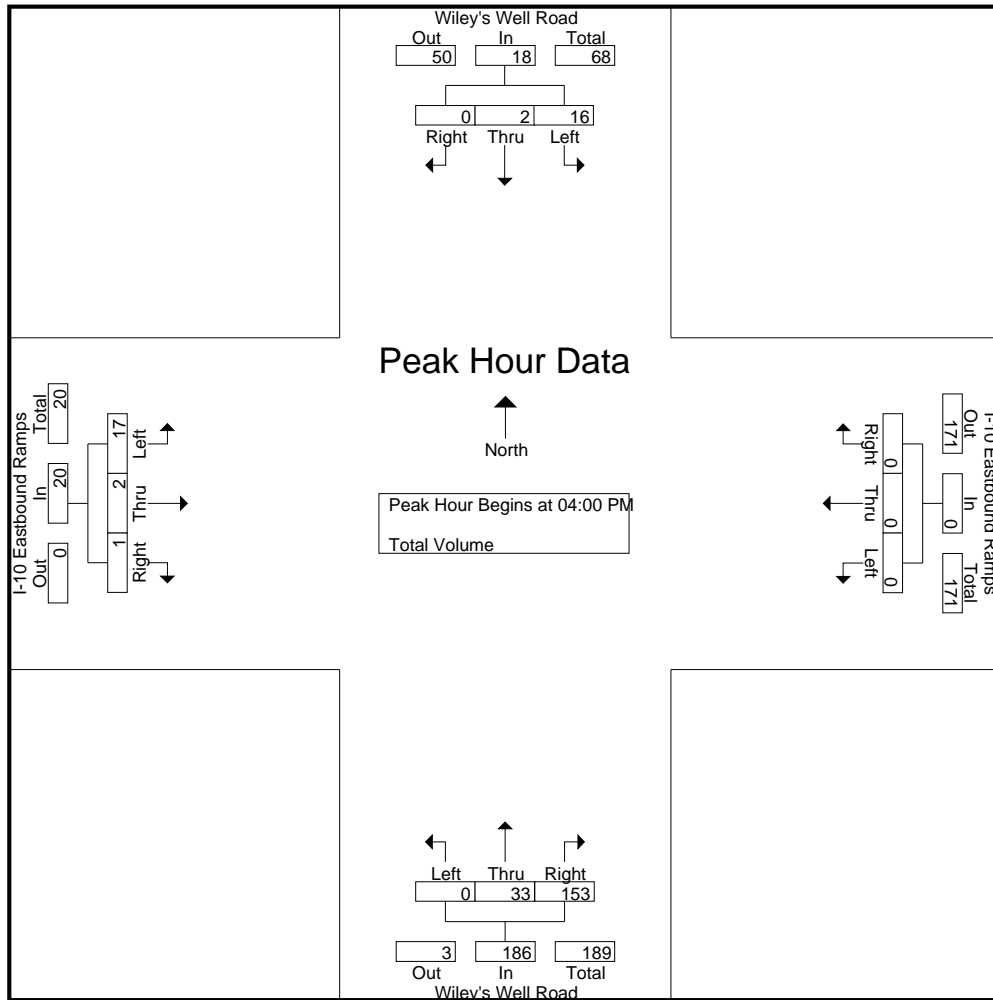 Wiley's Well Road
Out In Total
50 18 68
0 2 16
Right Thru Left
Peak Hour Data
North
Peak Hour Begins at 04:00 PM
Total Volume
I-10 Eastbound Ramps
Out In Total
0 20 20
Left Thru Right
17 2 1
I-10 Eastbound Ramps
Out In Total
171 0 171
Right Thru Left
0 0 0
Left Thru Right
0 33 153
3 186 189
Out In Total
Wiley's Well Road